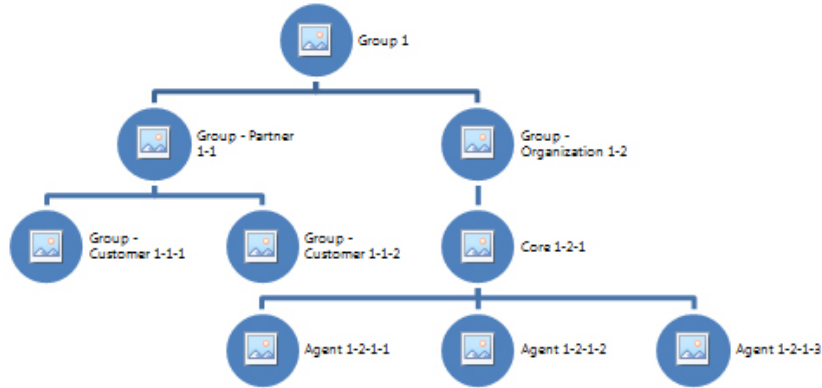 Group 1
Group - Partner
1-1
Group -
Organization 1-2
Group -
Customer 1-1-1
Group -
Customer 1-1-2
Core 1-2-1
Agent 1-2-1-1
Agent 1-2-1-2
Agent 1-2-1-3